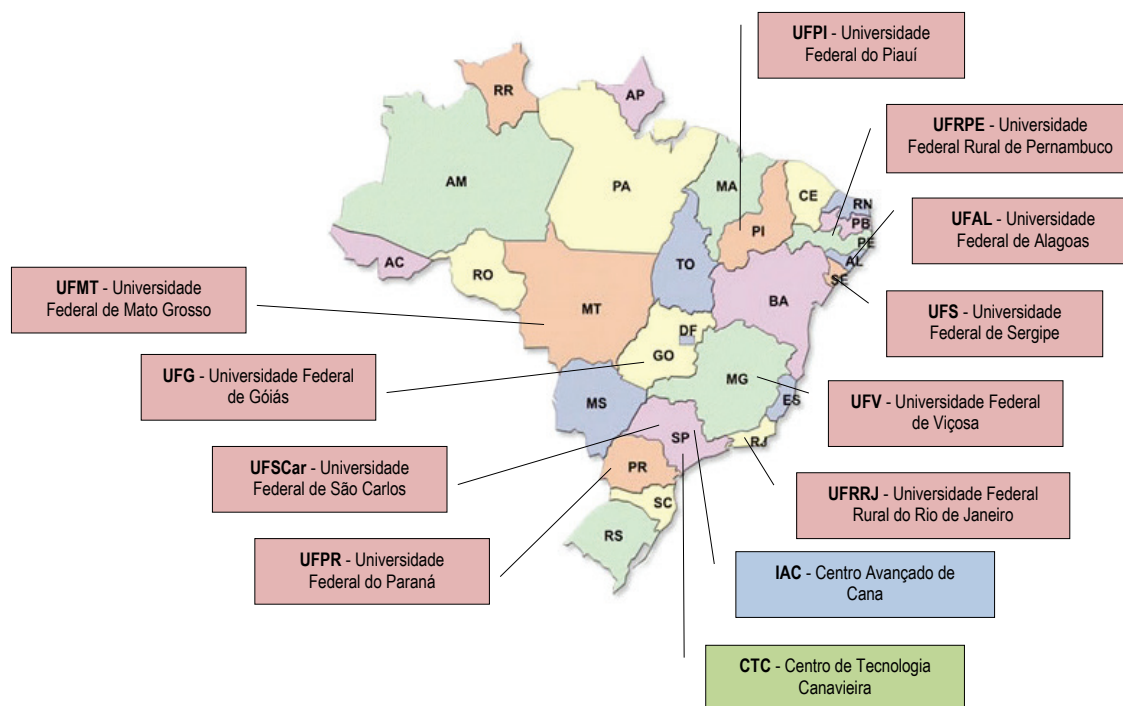 UFPI - Universidade
Federal do Piauí
RR
AP
UFRPE - Universidade
Federal Rural de Pernambuco
AM
PA
MA
CE
RN
PB
PE
PI
AL
SE
UFAL - Universidade
Federal de Alagoas
AC
RO
TO
BA
MT
UFMT - Universidade
Federal de Mato Grosso
UFS - Universidade
Federal de Sergipe
DF
GO
UFG - Universidade Federal
de Góiás
MS
MG
ES
UFV - Universidade Federal
de Viçosa
SP
RJ
UFSCar - Universidade
Federal de São Carlos
PR
UFRRJ - Universidade Federal
Rural do Rio de Janeiro
SC
RS
UFPR - Universidade
Federal do Paraná
IAC - Centro Avançado de
Cana
CTC - Centro de Tecnologia
Canavieira